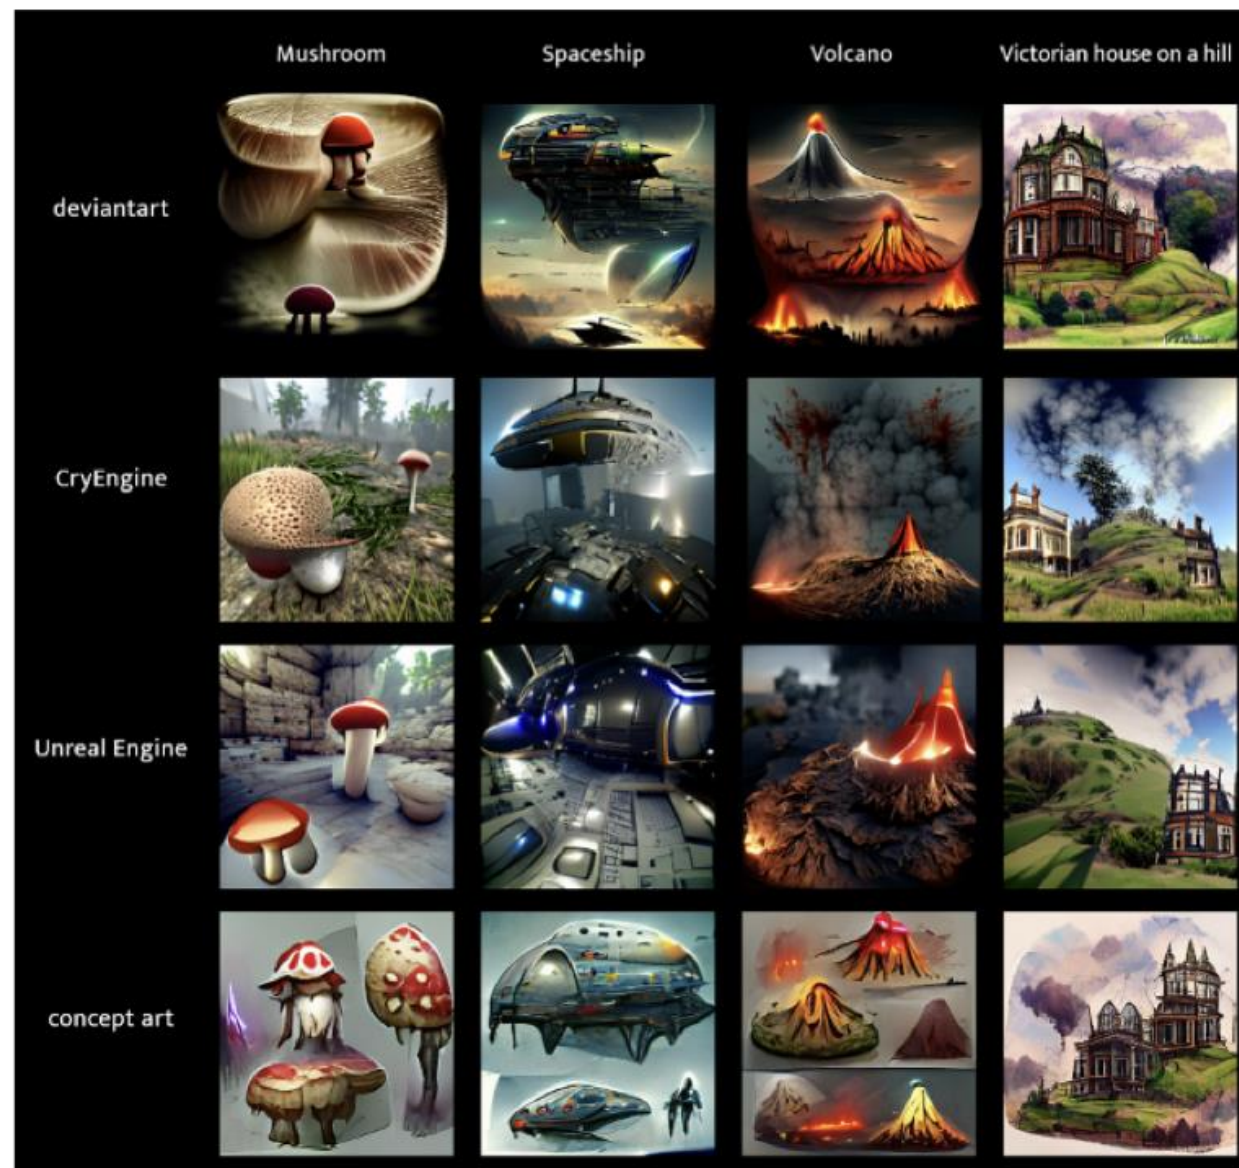 Mushroom
Spaceship
Volcano
Victorian house on a hill
deviantart
CryEngine
Unreal Engine
concept art